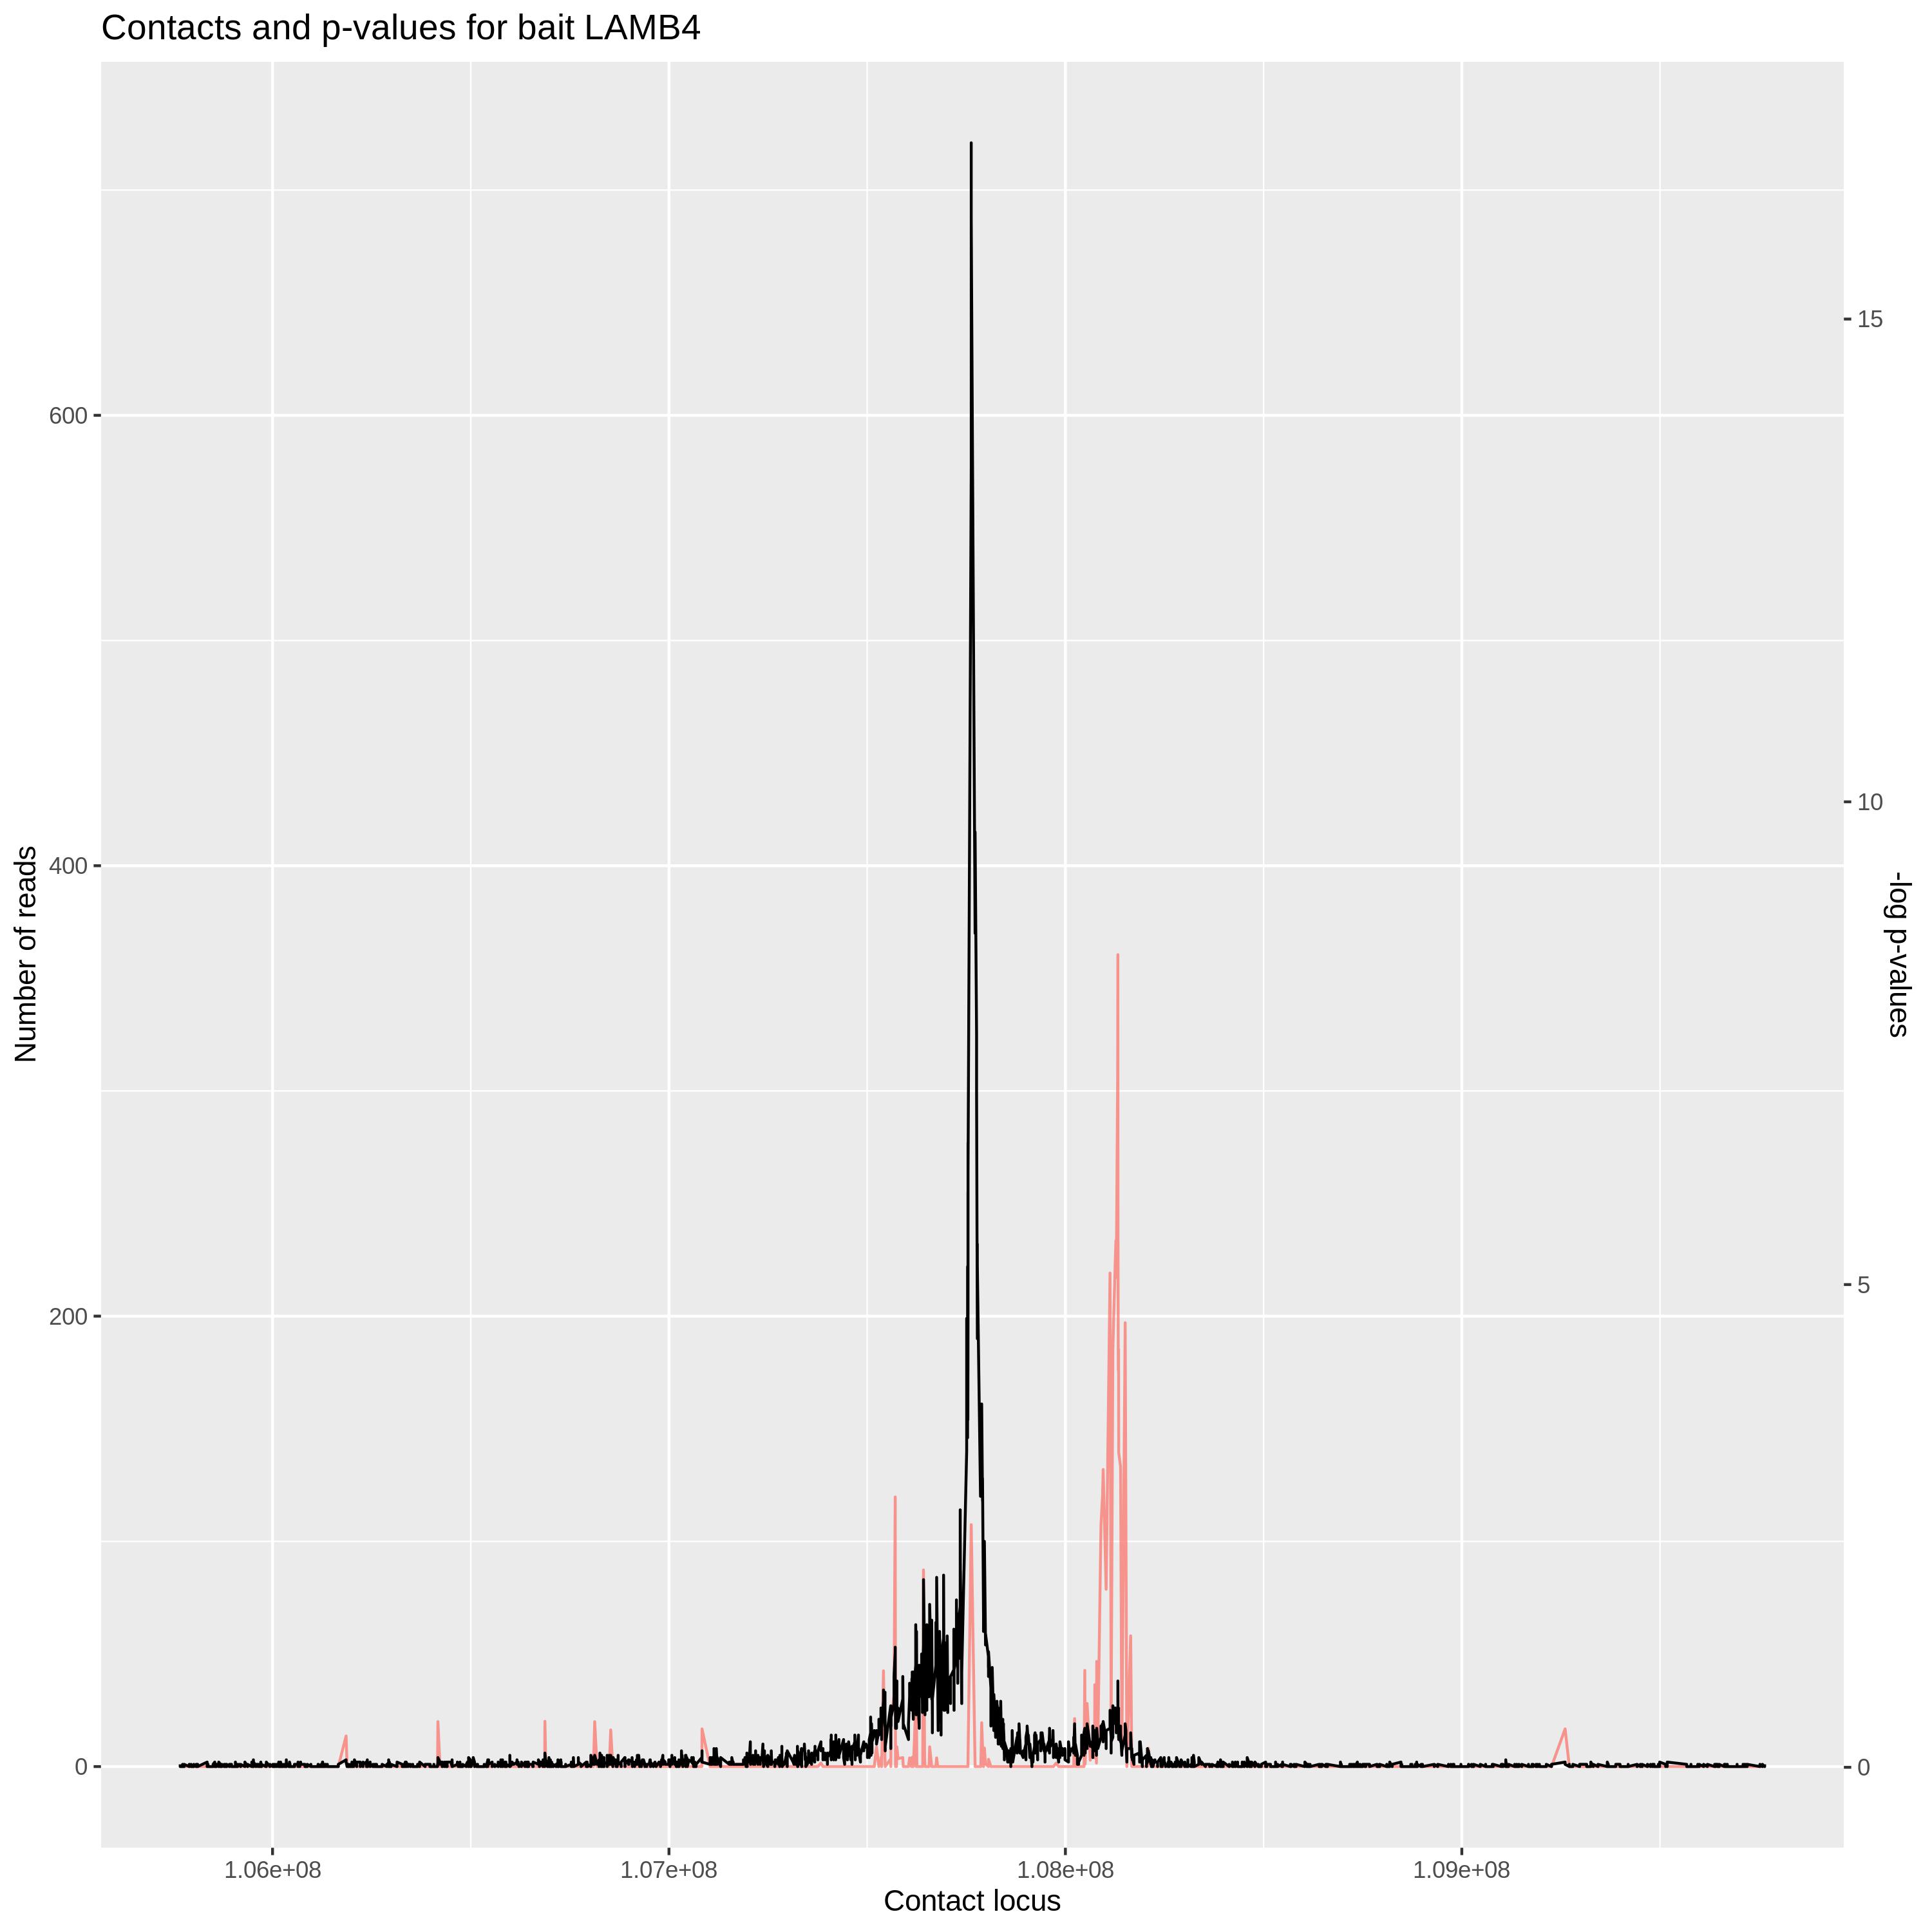 Contacts and p-values for bait LAMB4
Number of reads
600
400
200
0
15
10
5
0
-log p-values
1.06e+08
1.07e+08
1.08e+08
1.09e+08
Contact locus